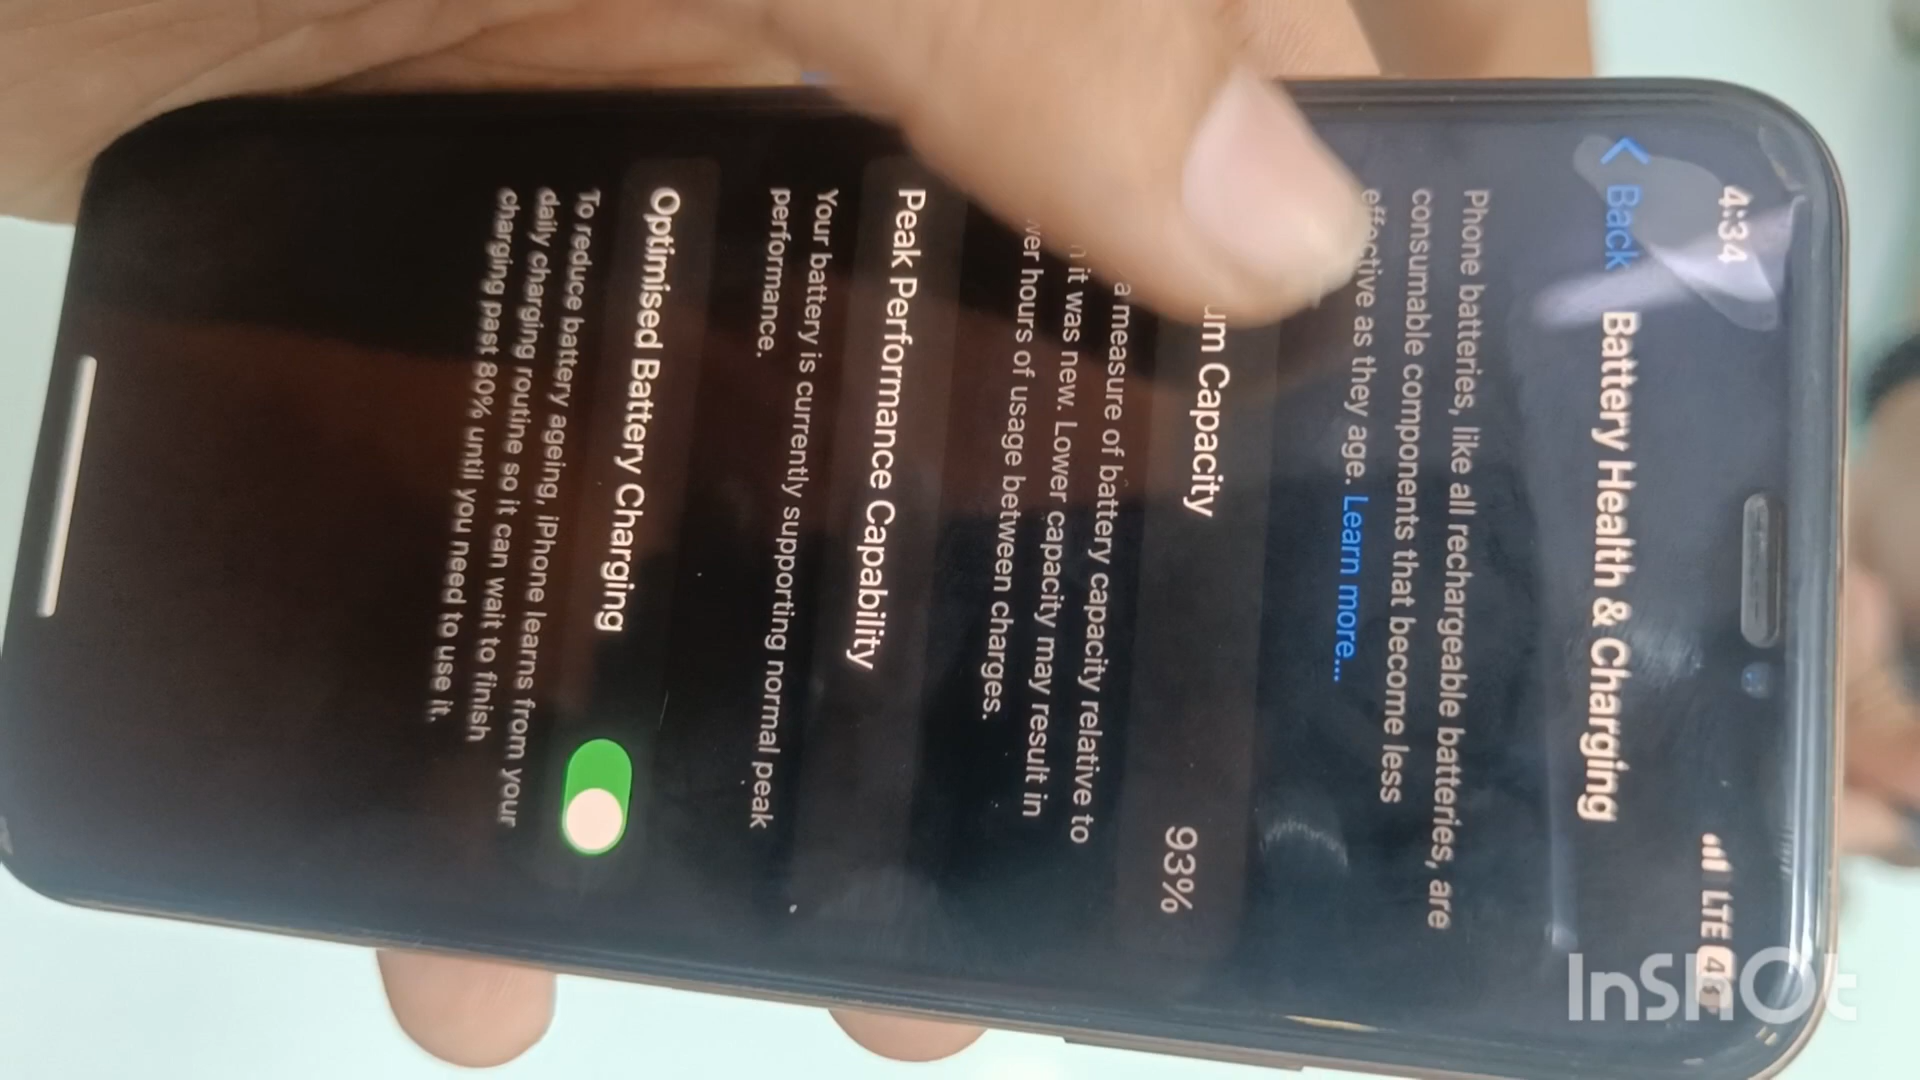 4:34
LTE
Back
Battery Health & Charging
Phone batteries, like all rechargeable batteries, are
consumable components that become less
effective as they age. Learn more...
Capacity
93%
a measure of battery capacity relative to
it was new. Lower capacity may result in
hours of usage between charges.
Peak Performance Capability
Your battery is currently supporting normal peak
performance.
Optimised Battery Charging
To reduce battery ageing, iPhone learns from your
daily charging routine so it can wait to finish
charging past 80% until you need to use it.
InShOt